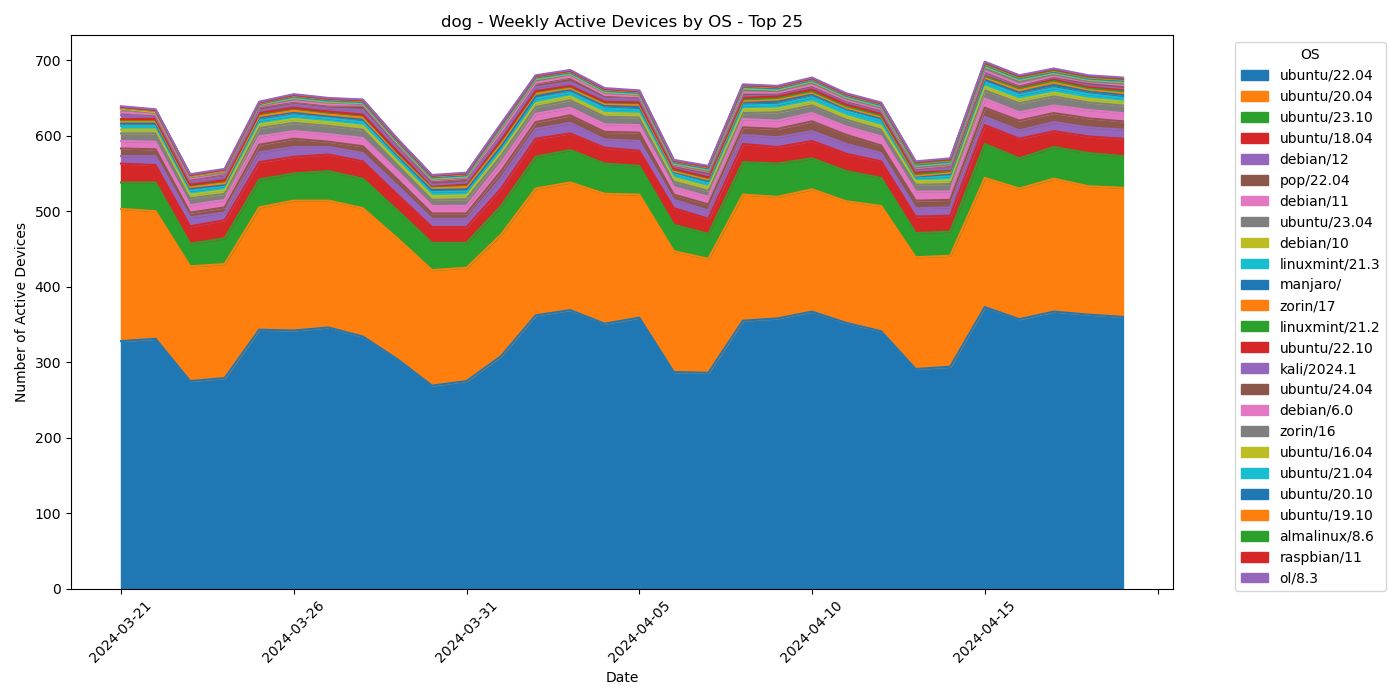 dog - Weekly Active Devices by OS - Top 25
Number of Active Devices
700
600
500
400
300
200
100
0
2024-03-21
2024-03-26
2024-03-31
2024-04-05
2024-04-10
2024-04-15
Date
OS
ubuntu/22.04
ubuntu/20.04
ubuntu/23.10
ubuntu/18.04
debian/12
pop/22.04
debian/11
ubuntu/23.04
debian/10
linuxmint/21.3
manjaro/
zorin/17
linuxmint/21.2
ubuntu/22.10
kali/2024.1
ubuntu/24.04
debian/6.0
zorin/16
ubuntu/16.04
ubuntu/21.04
ubuntu/20.10
ubuntu/19.10
almalinux/8.6
raspbian/11
ol/8.3